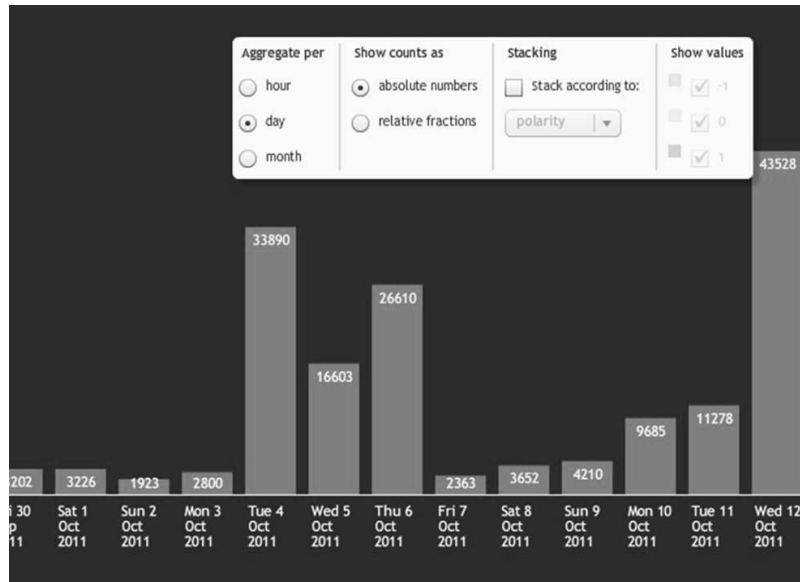 Aggregate per
hour
day
month
Show counts as
absolute numbers
relative fractions
Stacking
Stack according to:
polarity
Show values
-1
0
1
202
3226
1923
2800
33890
16603
26610
2363
3652
4210
9685
11278
43528
i 30
p
11
Sat 1
Oct
2011
Sun 2
Oct
2011
Mon 3
Oct
2011
Tue 4
Oct
2011
Wed 5
Oct
2011
Thu 6
Oct
2011
Fri 7
Oct
2011
Sat 8
Oct
2011
Sun 9
Oct
2011
Mon 10
Oct
2011
Tue 11
Oct
2011
Wed 12
Oct
2011